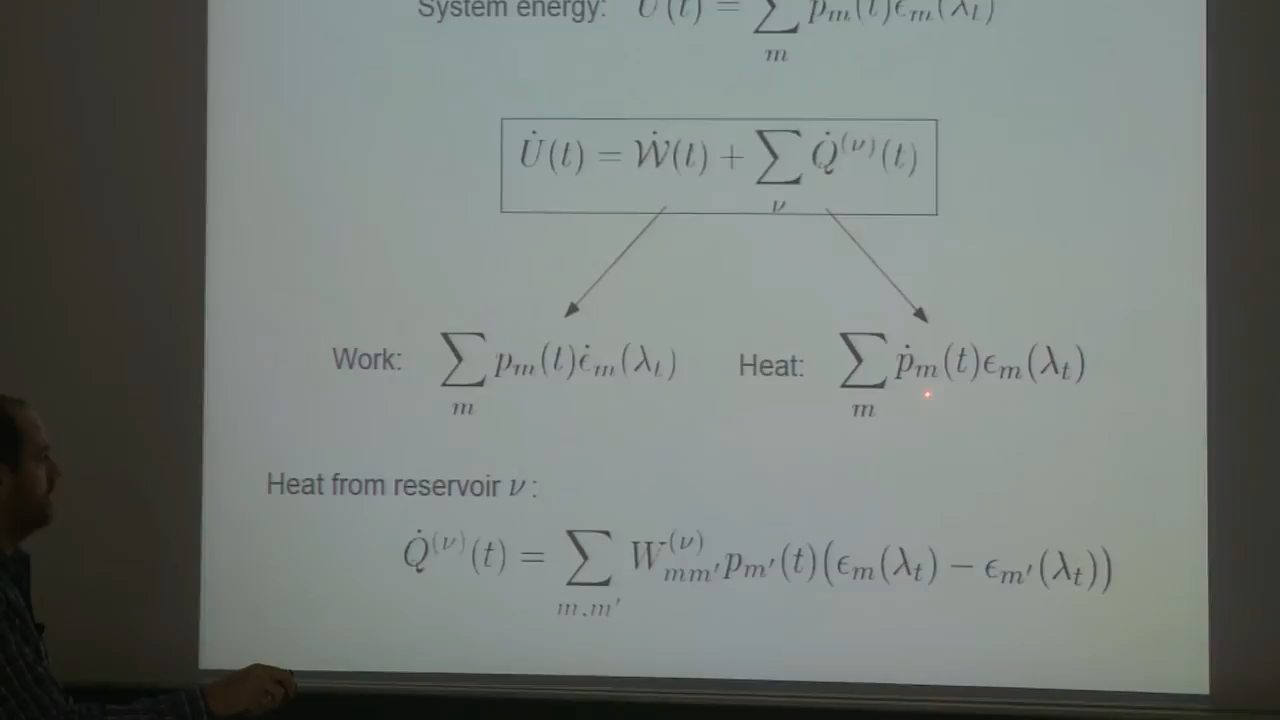 System energy: U(t) = ∑_m p_m(t)ϵ_m(λ_t)
U̇(t) = Ẇ(t) + ∑_ν Q̇^(ν)(t)
Work: ∑_m p_m(t)ϵ̇_m(λ_t) Heat: ∑_m ṗ_m(t)ϵ_m(λ_t)
Heat from reservoir ν :
Q̇^(ν)(t) = ∑_{m,m'} W_{mm'}^(ν) p_{m'}(t)(ϵ_m(λ_t) − ϵ_{m'}(λ_t))